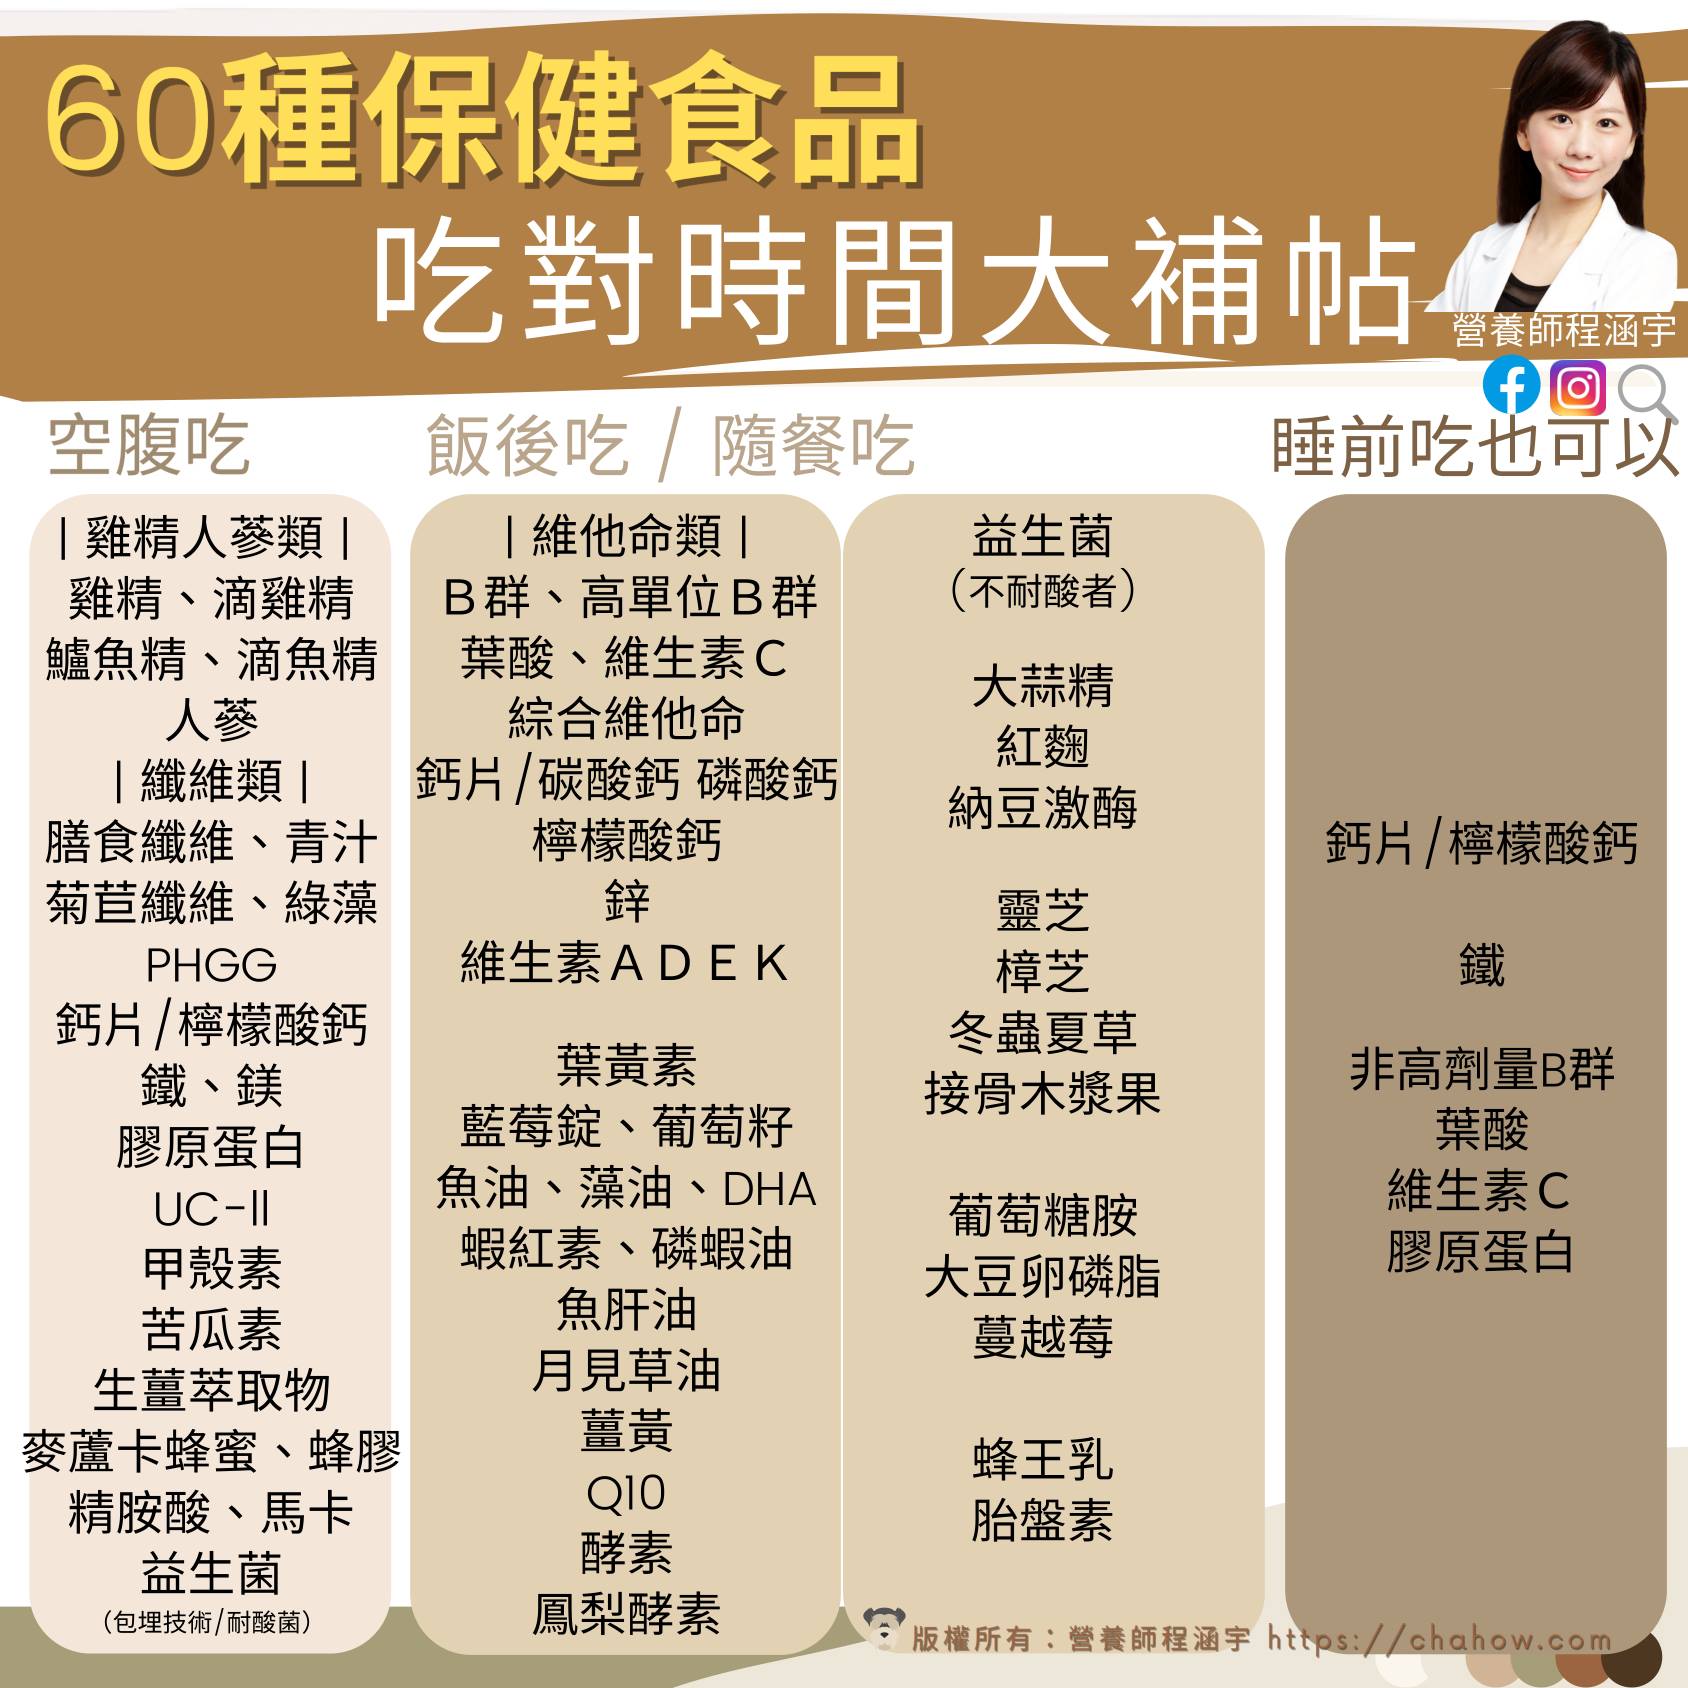 60種保健食品
吃對時間大補帖
營養師程涵宇
空腹吃
| 雞精人蔘類 |
雞精、滴雞精
鱸魚精、滴魚精
人蔘
| 纖維類 |
膳食纖維、青汁
菊苣纖維、綠藻
PHGG
鈣片/檸檬酸鈣
鐵、鎂
膠原蛋白
UC-II
甲殼素
苦瓜素
生薑萃取物
麥蘆卡蜂蜜、蜂膠
精胺酸、馬卡
益生菌
（包埋技術/耐酸菌）
飯後吃 / 隨餐吃
| 維他命類 |
Ｂ群、高單位Ｂ群
葉酸、維生素Ｃ
綜合維他命
鈣片/碳酸鈣 磷酸鈣
檸檬酸鈣
鋅
維生素ＡＤＥＫ
葉黃素
藍莓錠、葡萄籽
魚油、藻油、DHA
蝦紅素、磷蝦油
魚肝油
月見草油
薑黃
Q10
酵素
鳳梨酵素
益生菌
（不耐酸者）
大蒜精
紅麴
納豆激酶
靈芝
樟芝
冬蟲夏草
接骨木漿果
葡萄糖胺
大豆卵磷脂
蔓越莓
蜂王乳
胎盤素
睡前吃也可以
鈣片/檸檬酸鈣
鐵
非高劑量B群
葉酸
維生素Ｃ
膠原蛋白
版權所有：營養師程涵宇 https://chahow.com